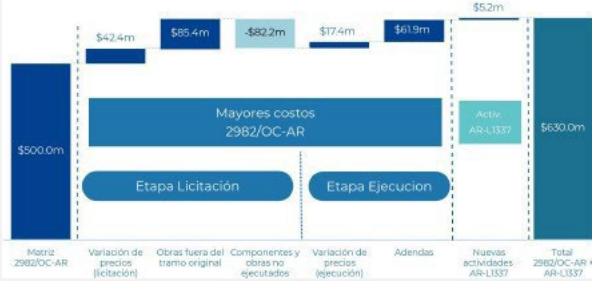 $5.2m
$42.4m
$85.4m
-$82.2m
$17.4m
$61.9m
Mayores costos
2982/OC-AR
Activ.
AR-L1337
$500.0m
$630.0m
Etapa Licitación
Etapa Ejecucion
Matriz
2982/OC-AR
Variación de
precios
(licitación)
Obras fuera del
tramo original
Componentes y
obras no
ejecutados
Variación de
precios
(ejecución)
Adendas
Nuevas
actividades
AR-L1337
Total
2982/OC-AR +
AR-L1337